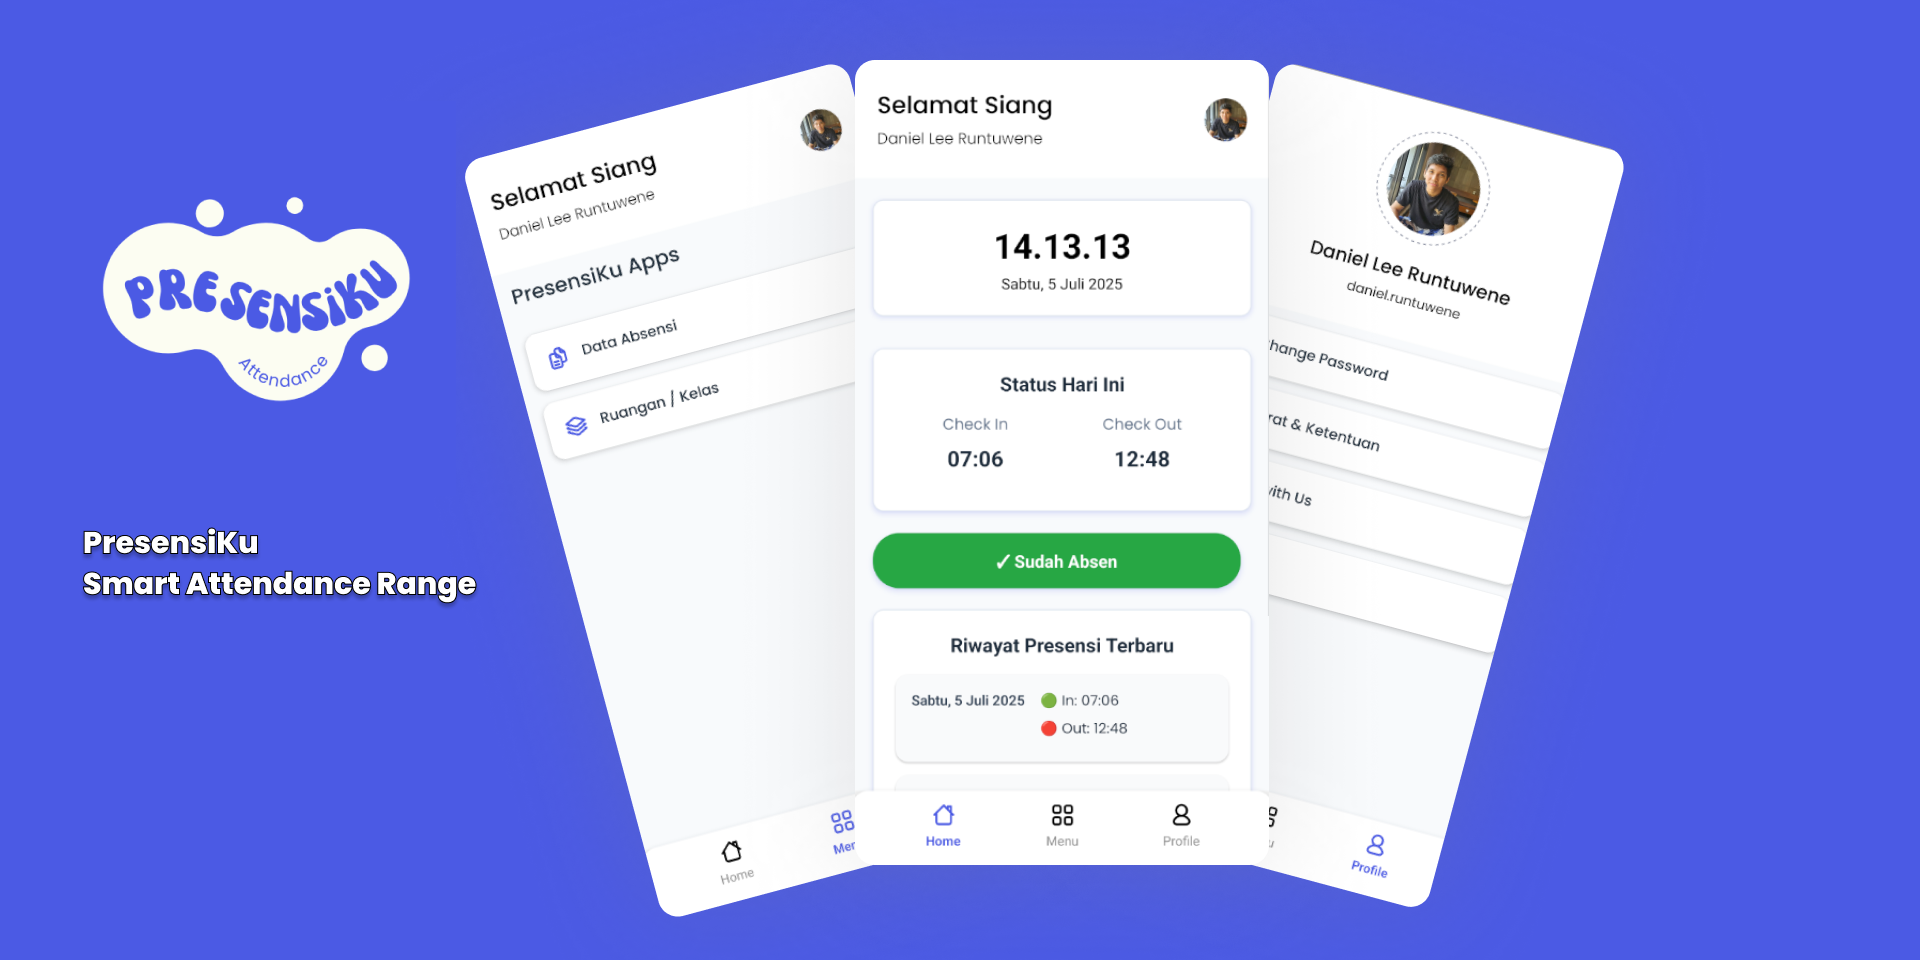 PRESENSiKU
Attendance
PresensiKu
Smart Attendance Range
Selamat Siang
Daniel Lee Runtuwene
PresensiKu Apps
Data Absensi
Ruangan / Kelas
Home
Selamat Siang
Daniel Lee Runtuwene
14.13.13
Sabtu, 5 Juli 2025
Status Hari Ini
Check In Check Out
07:06 12:48
✓ Sudah Absen
Riwayat Presensi Terbaru
Sabtu, 5 Juli 2025 In: 07:06
Out: 12:48
Home Menu Profile
Daniel Lee Runtuwene
daniel.runtuwene
hange Password
rat & Ketentuan
ith Us
Profile